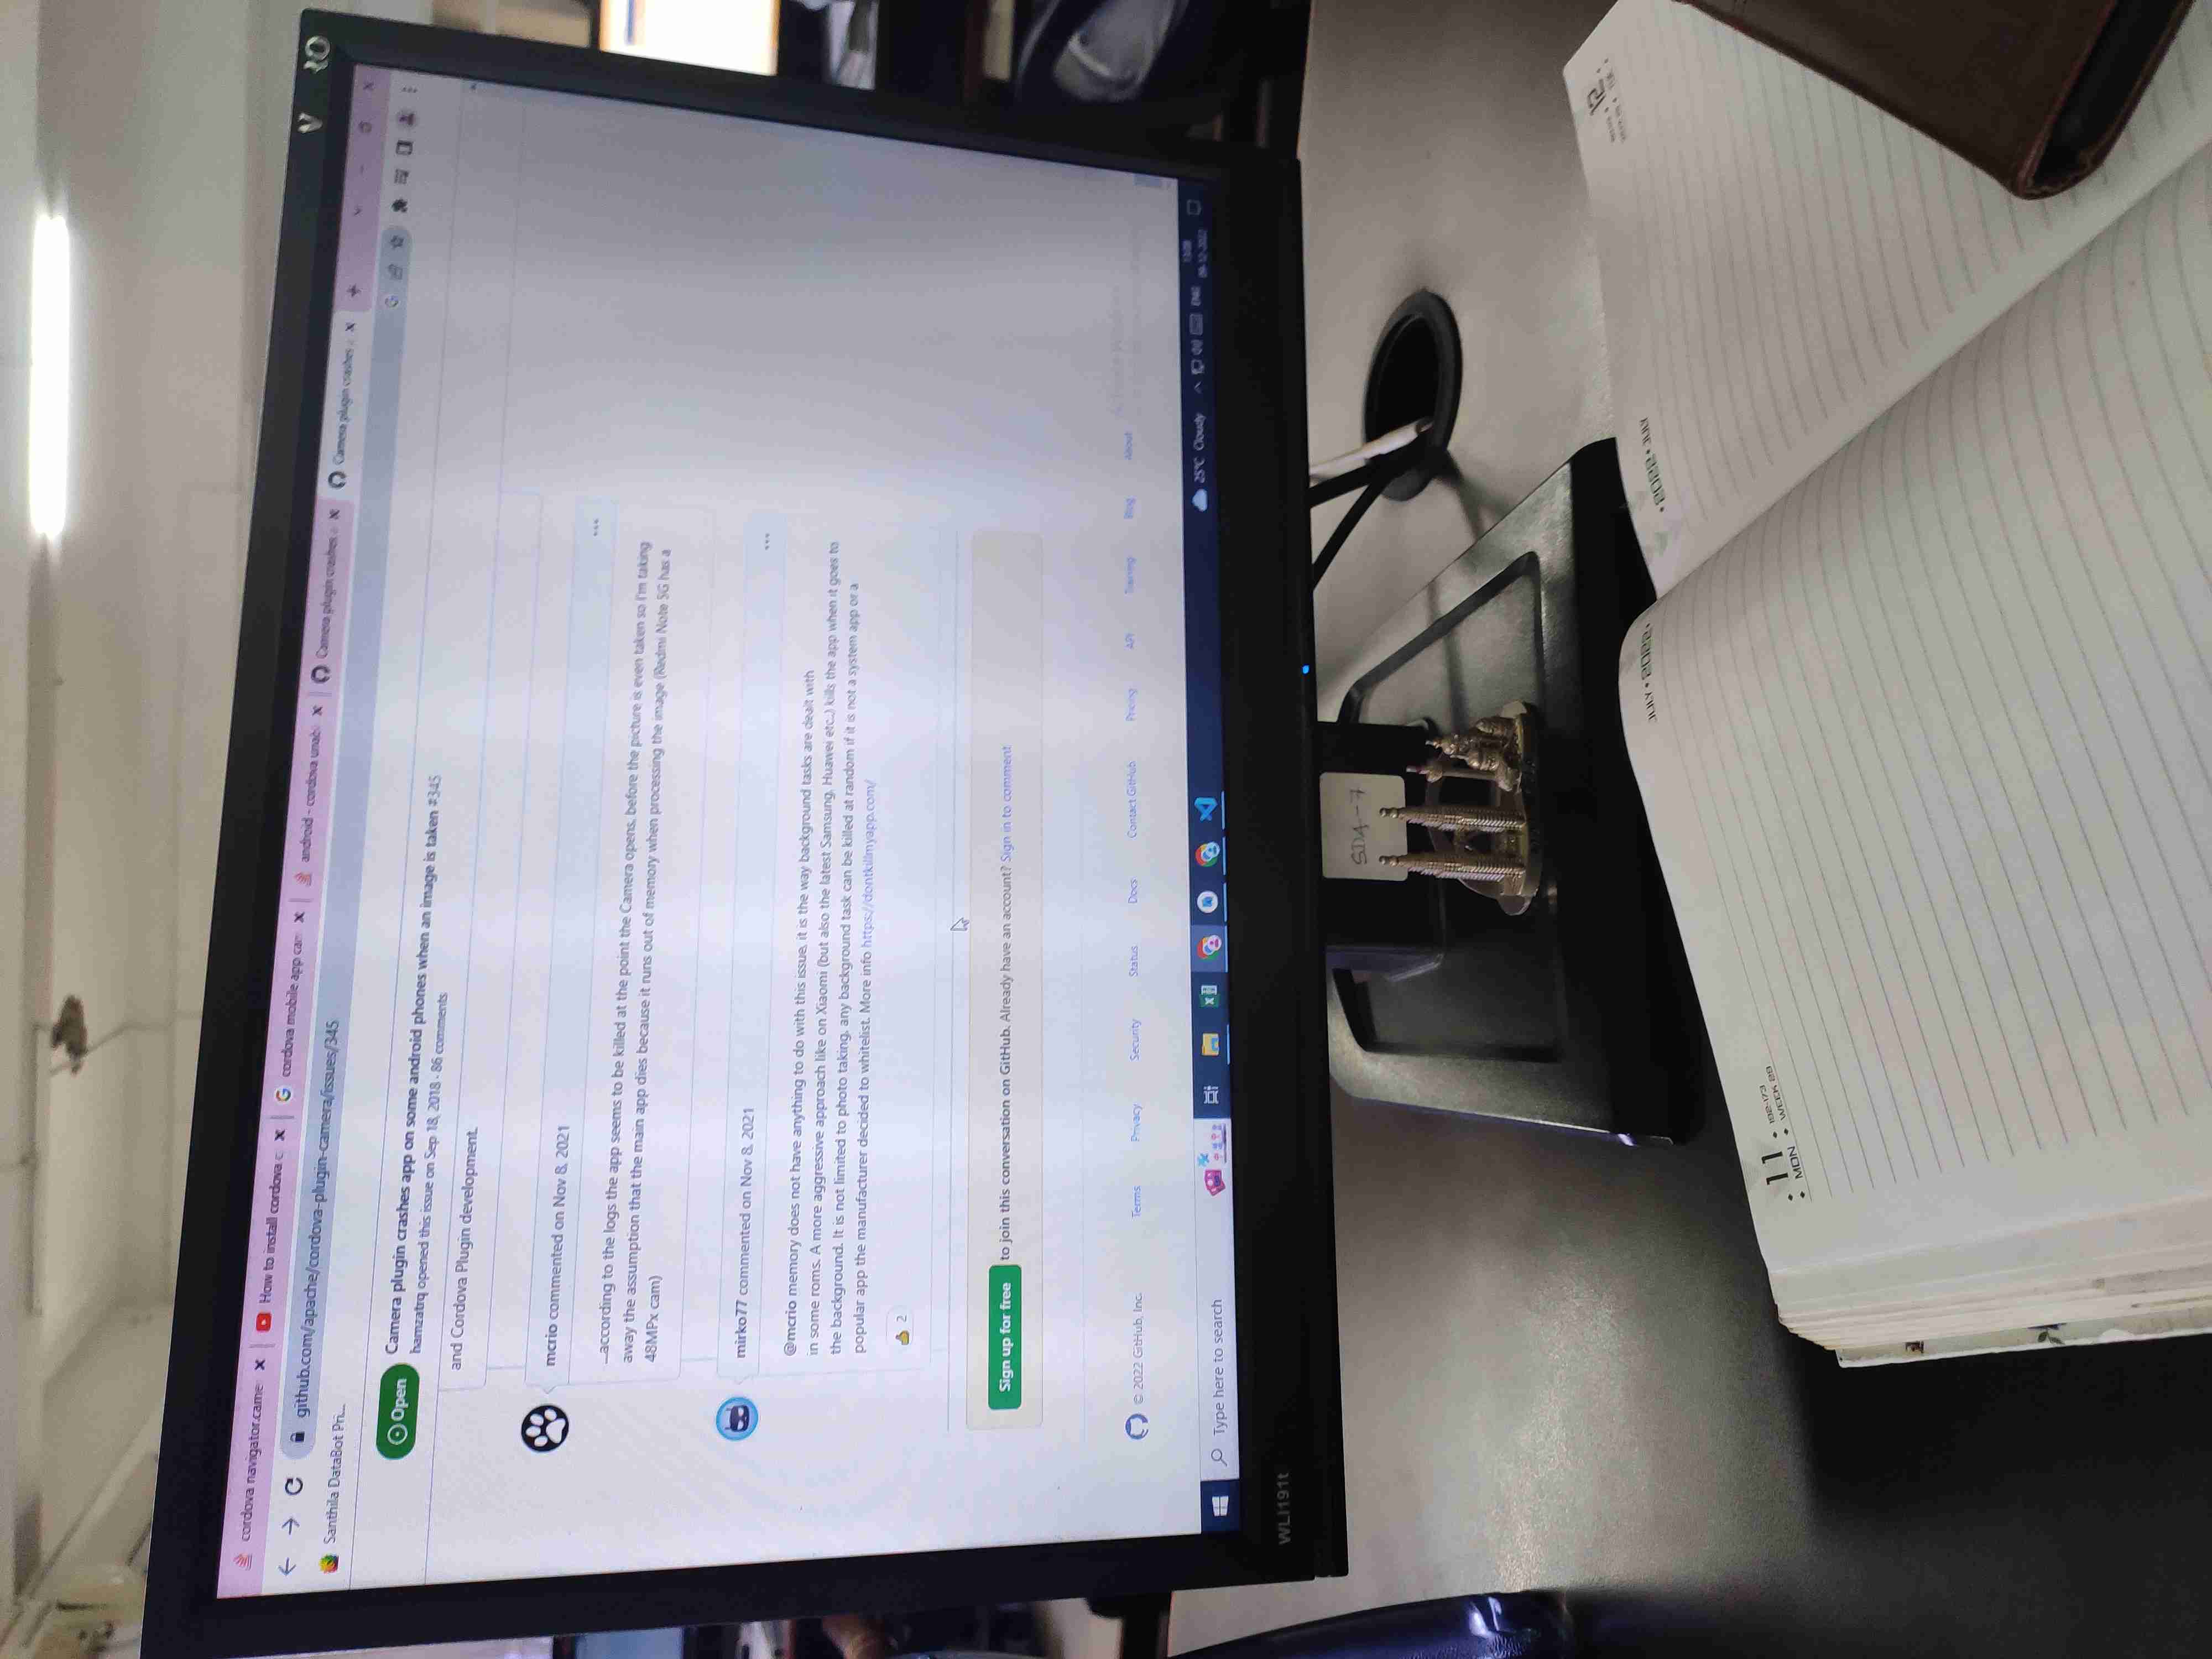 cordova navigator.came
How to install cordova c
cordova mobile app can
android - cordova unab
Camera plugin crashes a
Camera plugin crashes a
github.com/apache/cordova-plugin-camera/issues/345
Santhila DataBot Pri...
Open
Camera plugin crashes app on some android phones when an image is taken #345
hamzatrq opened this issue on Sep 18, 2018 · 86 comments
and Cordova Plugin development.
mcrio commented on Nov 8, 2021
...according to the logs the app seems to be killed at the point the Camera opens, before the picture is even taken so I'm taking
away the assumption that the main app dies because it runs out of memory when processing the image (Redmi Note 5G has a
48MPx cam)
mirko77 commented on Nov 8, 2021
@mcrio memory does not have anything to do with this issue, it is the way background tasks are dealt with
in some roms. A more aggressive approach like on Xiaomi (but also the latest Samsung, Huawei etc..) kills the app when it goes to
the background. It is not limited to photo taking, any background task can be killed at random if it is not a system app or a
popular app the manufacturer decided to whitelist. More info https://dontkillmyapp.com/
2
Sign up for free to join this conversation on GitHub. Already have an account? Sign in to comment
© 2022 GitHub, Inc.
Terms
Privacy
Security
Status
Docs
Contact GitHub
Pricing
API
Training
Blog
About
Type here to search
25°C Cloudy
ENG
WLI191t
SDA-7
11
MON
192-173
WEEK 29
JULY • 2022
2022 • JULY
12